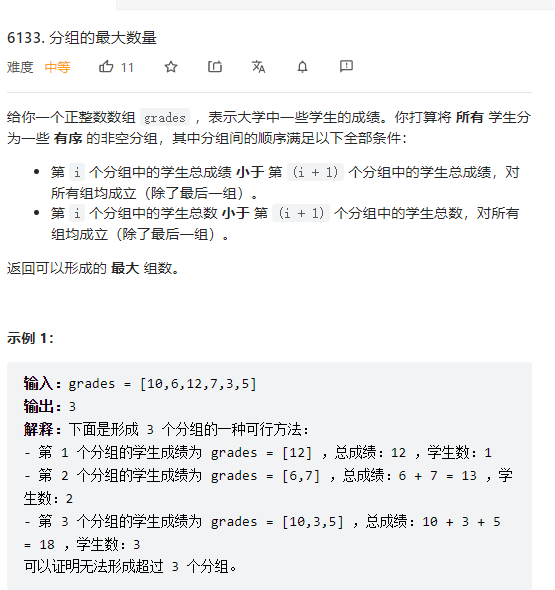 6133. 分组的最大数量
难度 中等 11
给你一个正整数数组 grades ，表示大学中一些学生的成绩。你打算将 所有 学生分
为一些 有序 的非空分组，其中分组间的顺序满足以下全部条件：
• 第 i 个分组中的学生总成绩 小于 第 (i + 1) 个分组中的学生总成绩，对
所有组均成立（除了最后一组）。
• 第 i 个分组中的学生总数 小于 第 (i + 1) 个分组中的学生总数，对所有
组均成立（除了最后一组）。
返回可以形成的 最大 组数。
示例 1：
输入：grades = [10,6,12,7,3,5]
输出：3
解释：下面是形成 3 个分组的一种可行方法：
- 第 1 个分组的学生成绩为 grades = [12] ，总成绩：12 ，学生数：1
- 第 2 个分组的学生成绩为 grades = [6,7] ，总成绩：6 + 7 = 13 ，学
生数：2
- 第 3 个分组的学生成绩为 grades = [10,3,5] ，总成绩：10 + 3 + 5
= 18 ，学生数：3
可以证明无法形成超过 3 个分组。